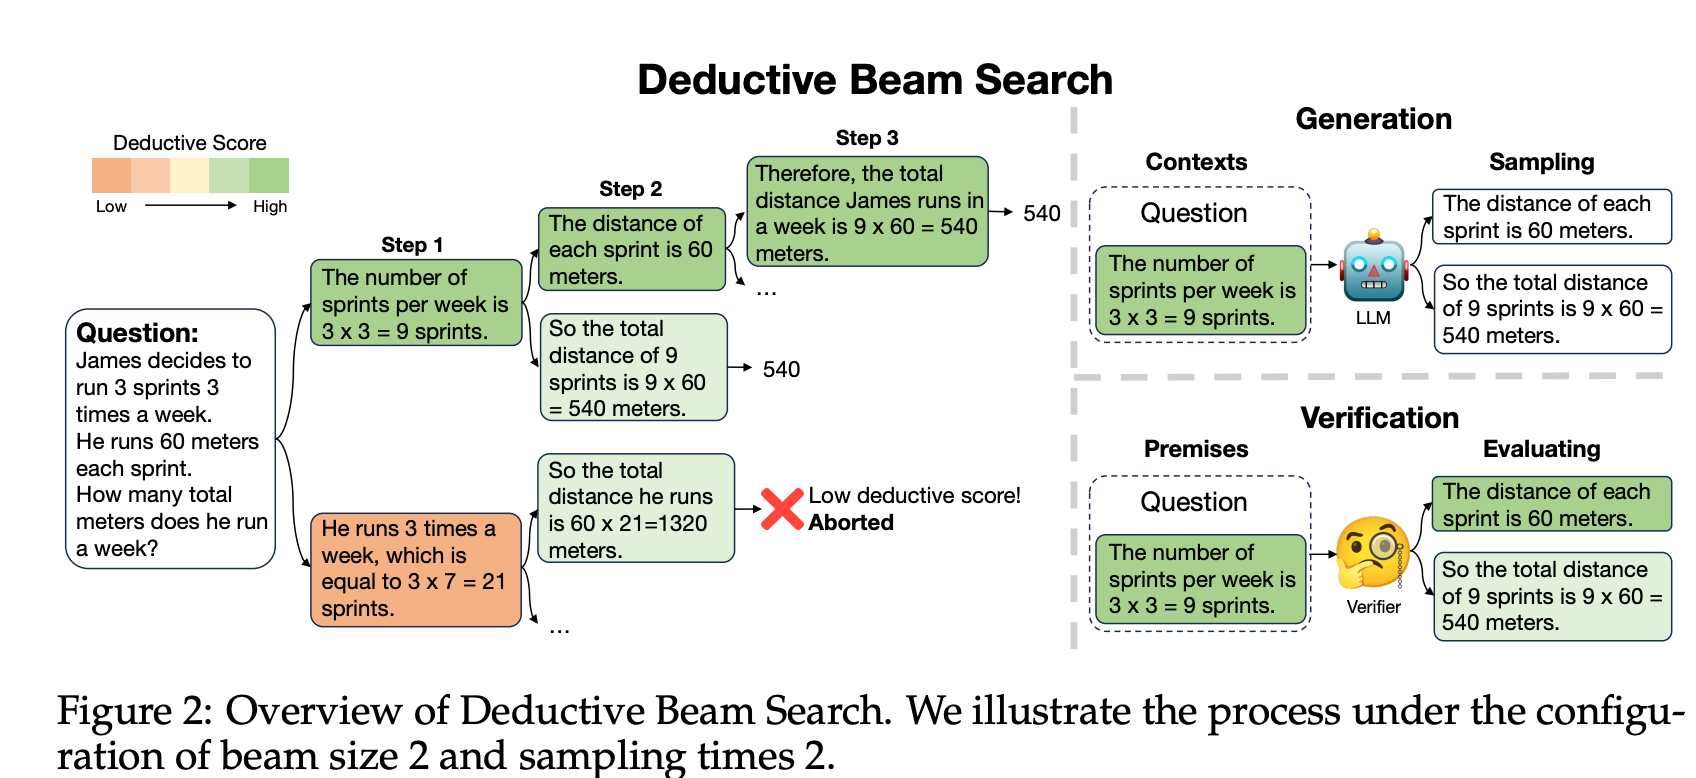 Deductive Beam Search
Deductive Score
Low
High
Question:
James decides to
run 3 sprints 3
times a week.
He runs 60 meters
each sprint.
How many total
meters does he run
a week?
Step 1
The number of
sprints per week is
3 x 3 = 9 sprints.
He runs 3 times a
week, which is
equal to 3 x 7 = 21
sprints.
Step 2
The distance of
each sprint is 60
meters.
So the total
distance of 9
sprints is 9 x 60
= 540 meters.
540
So the total
distance he runs
is 60 x 21=1320
meters.
Low deductive score!
Aborted
...
Step 3
Therefore, the total
distance James runs in
a week is 9 x 60 = 540
meters.
540
...
Generation
Contexts
Question
The number of
sprints per week is
3 x 3 = 9 sprints.
LLM
Sampling
The distance of each
sprint is 60 meters.
So the total distance
of 9 sprints is 9 x 60 =
540 meters.
Verification
Premises
Question
The number of
sprints per week is
3 x 3 = 9 sprints.
Verifier
Evaluating
The distance of each
sprint is 60 meters.
So the total distance
of 9 sprints is 9 x 60 =
540 meters.
Figure 2: Overview of Deductive Beam Search. We illustrate the process under the configu-
ration of beam size 2 and sampling times 2.